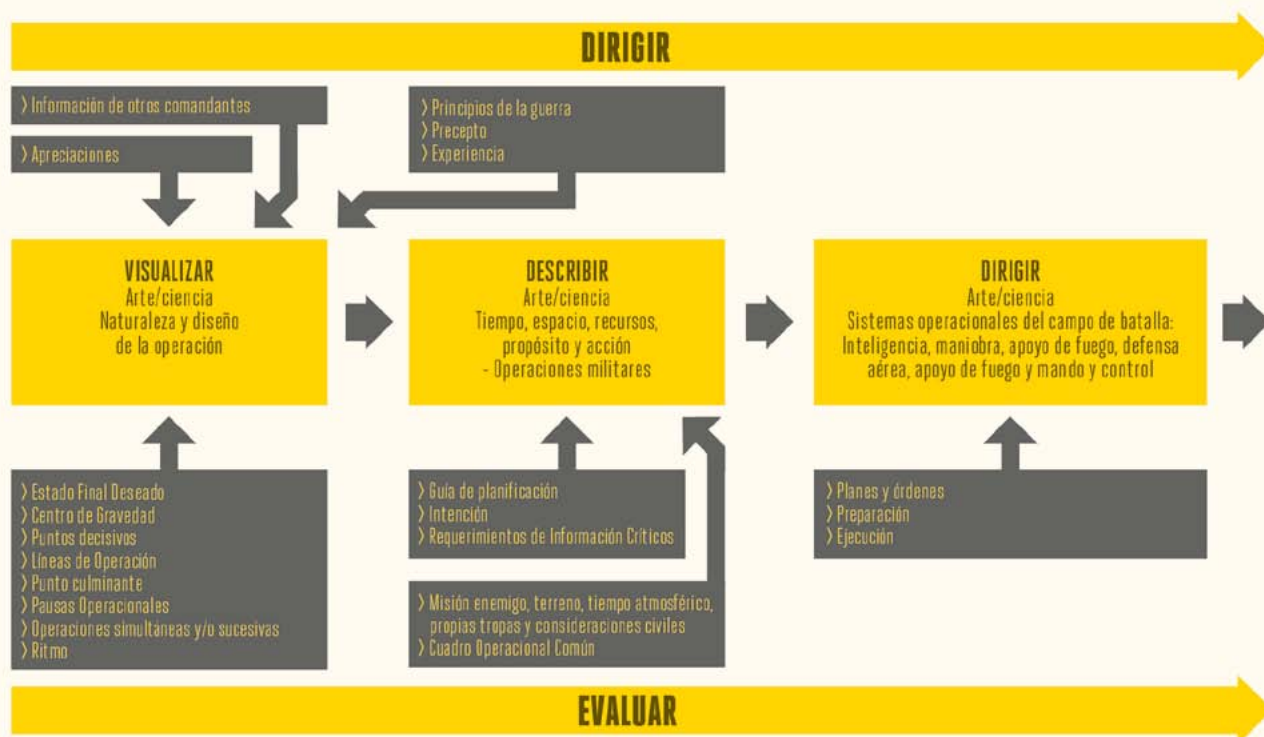 DIRIGIR
> Información de otros comandantes
> Apreciaciones
> Principios de la guerra
> Precepto
> Experiencia
VISUALIZAR
Arte/ciencia
Naturaleza y diseño
de la operación
DESCRIBIR
Arte/ciencia
Tiempo, espacio, recursos,
propósito y acción
- Operaciones militares
DIRIGIR
Arte/ciencia
Sistemas operacionales del campo de batalla:
Inteligencia, maniobra, apoyo de fuego, defensa
aérea, apoyo de fuego y mando y control
> Estado Final Deseado
> Centro de Gravedad
> Puntos decisivos
> Líneas de Operación
> Punto culminante
> Pausas Operacionales
> Operaciones simultáneas y/o sucesivas
> Ritmo
> Guía de planificación
> Intención
> Requerimientos de Información Críticos
> Misión enemigo, terreno, tiempo atmosférico,
propias tropas y consideraciones civiles
> Cuadro Operacional Común
> Planes y órdenes
> Preparación
> Ejecución
EVALUAR